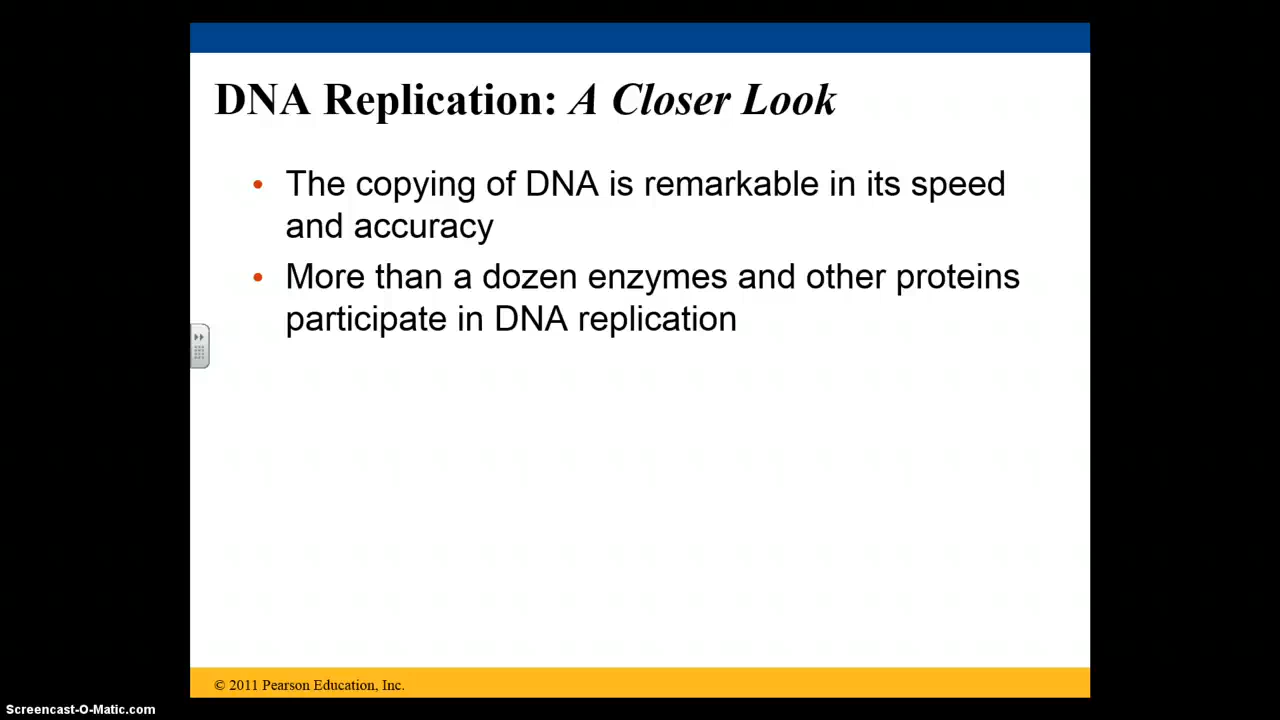 DNA Replication: A Closer Look
• The copying of DNA is remarkable in its speed
and accuracy
• More than a dozen enzymes and other proteins
participate in DNA replication
© 2011 Pearson Education, Inc.
Screencast-O-Matic.com